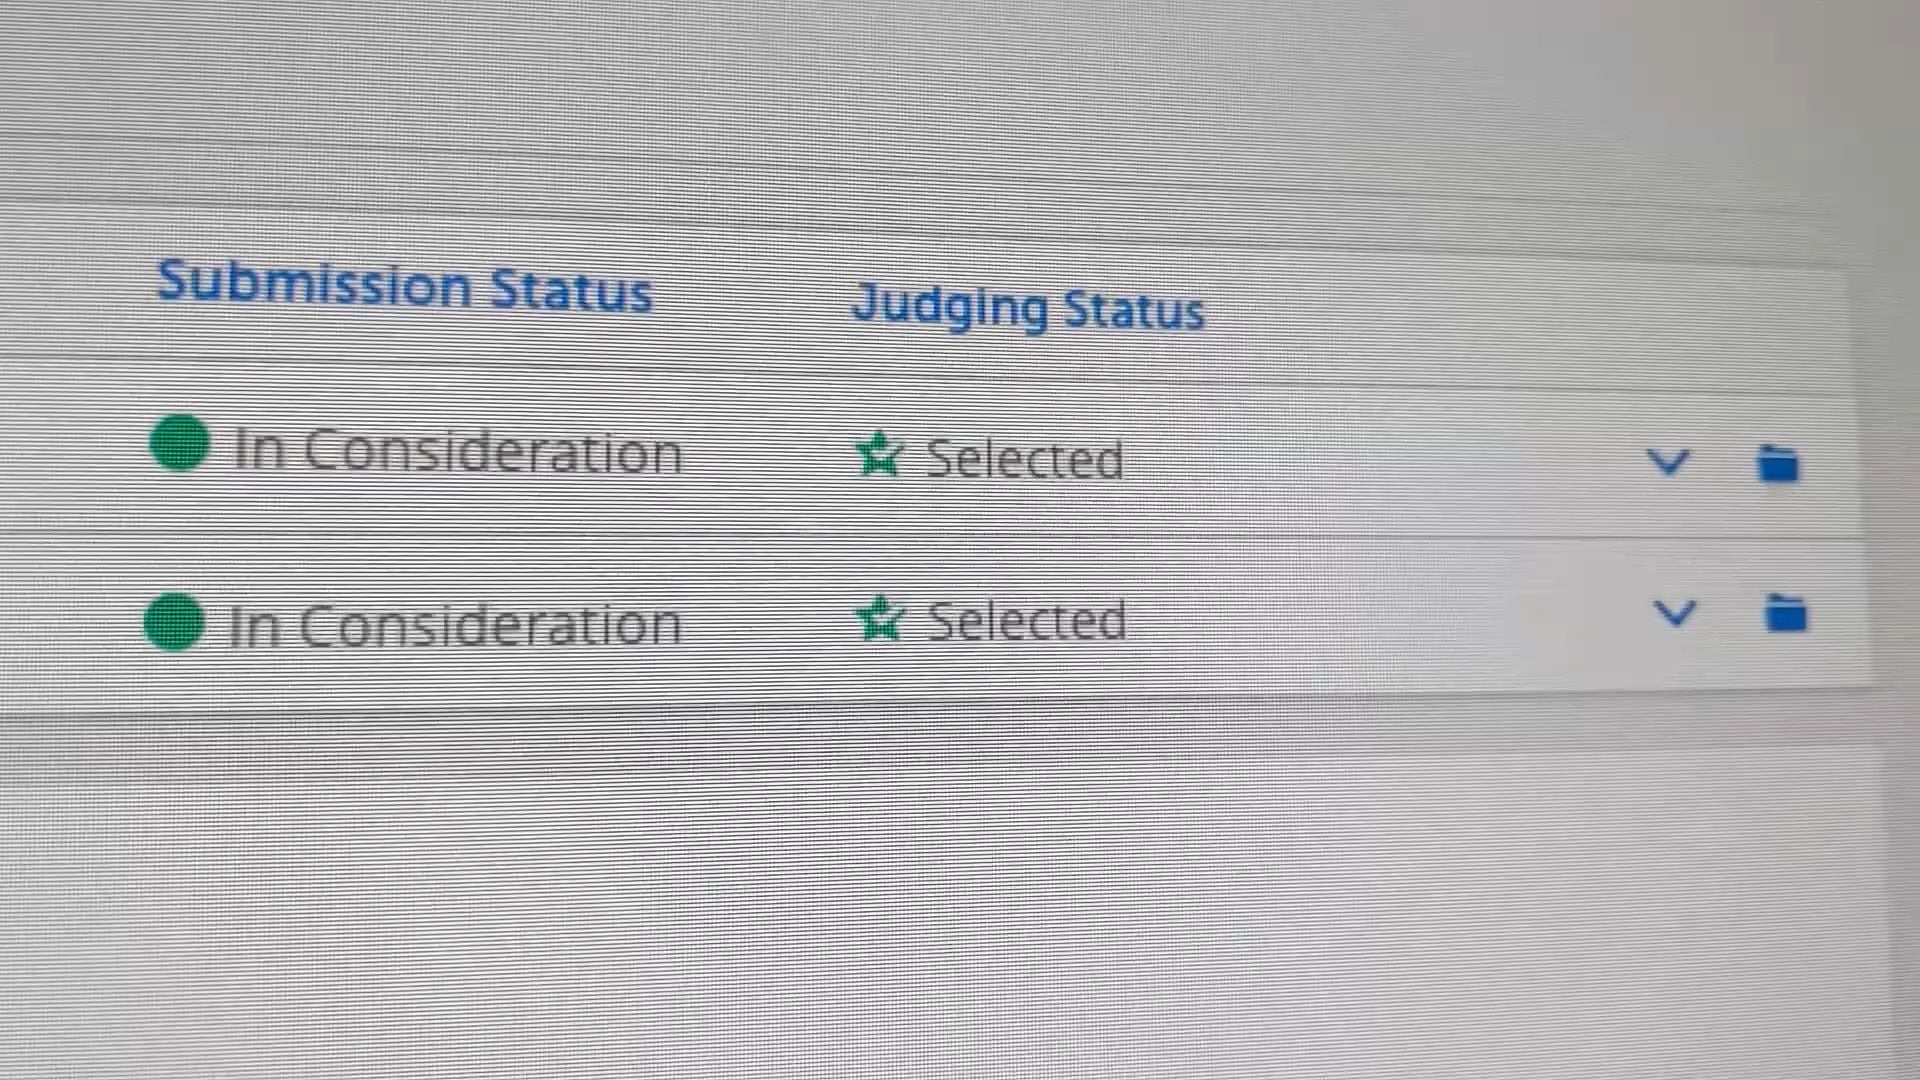 Submission Status Judging Status
In Consideration Selected
In Consideration Selected